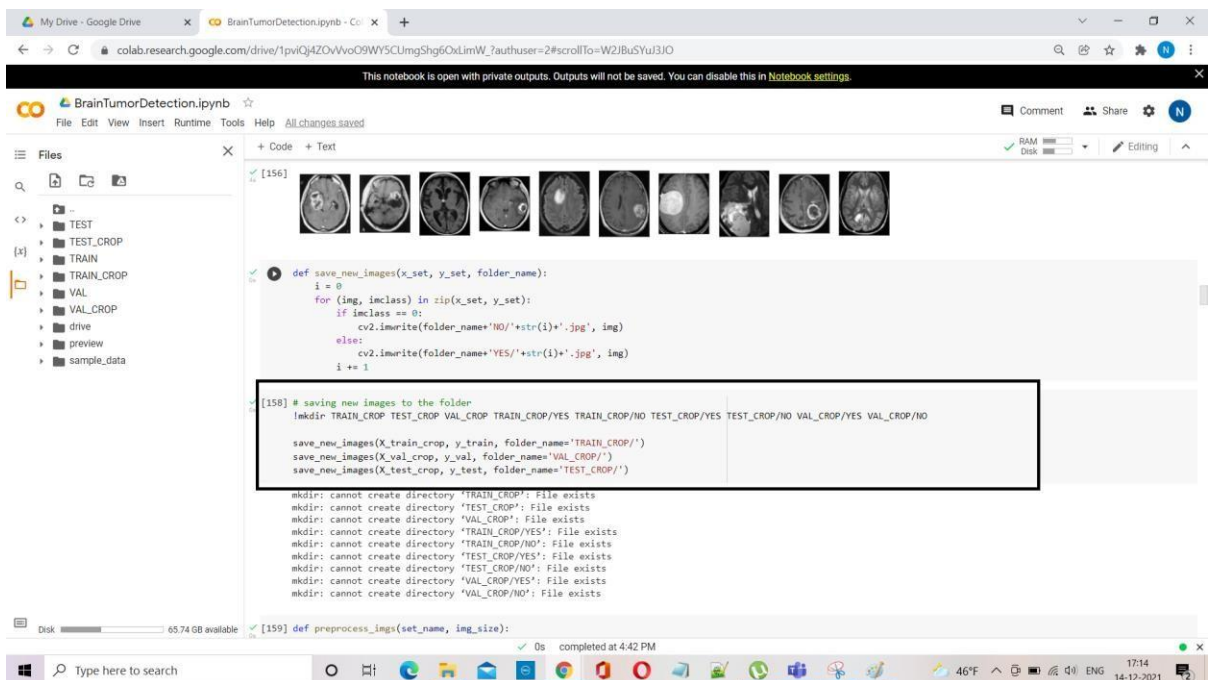 My Drive - Google Drive
BrainTumorDetection.ipynb - Co
colab.research.google.com/drive/1pviQj4ZOvVvoO9WY5CUmgShg6OxLimW_?authuser=2#scrollTo=W2JBuSYuJ3JO
N
This notebook is open with private outputs. Outputs will not be saved. You can disable this in Notebook settings.
CO
BrainTumorDetection.ipynb
Comment Share N
File Edit View Insert Runtime Tools Help All changes saved
Files
+ Code + Text
RAM
Disk
Editing
..
TEST
TEST_CROP
TRAIN
TRAIN_CROP
VAL
VAL_CROP
drive
preview
sample_data
{x}
[156]
def save_new_images(x_set, y_set, folder_name):
i = 0
for (img, imclass) in zip(x_set, y_set):
if imclass == 0:
cv2.imwrite(folder_name+'NO/'+str(i)+'.jpg', img)
else:
cv2.imwrite(folder_name+'YES/'+str(i)+'.jpg', img)
i += 1
[158] # saving new images to the folder
!mkdir TRAIN_CROP TEST_CROP VAL_CROP TRAIN_CROP/YES TRAIN_CROP/NO TEST_CROP/YES TEST_CROP/NO VAL_CROP/YES VAL_CROP/NO
save_new_images(X_train_crop, y_train, folder_name='TRAIN_CROP/')
save_new_images(X_val_crop, y_val, folder_name='VAL_CROP/')
save_new_images(X_test_crop, y_test, folder_name='TEST_CROP/')
mkdir: cannot create directory ‘TRAIN_CROP’: File exists
mkdir: cannot create directory ‘TEST_CROP’: File exists
mkdir: cannot create directory ‘VAL_CROP’: File exists
mkdir: cannot create directory ‘TRAIN_CROP/YES’: File exists
mkdir: cannot create directory ‘TRAIN_CROP/NO’: File exists
mkdir: cannot create directory ‘TEST_CROP/YES’: File exists
mkdir: cannot create directory ‘TEST_CROP/NO’: File exists
mkdir: cannot create directory ‘VAL_CROP/YES’: File exists
mkdir: cannot create directory ‘VAL_CROP/NO’: File exists
Disk 65.74 GB available
[159] def preprocess_imgs(set_name, img_size):
0s completed at 4:42 PM
Type here to search
46°F ENG
17:14
14-12-2021